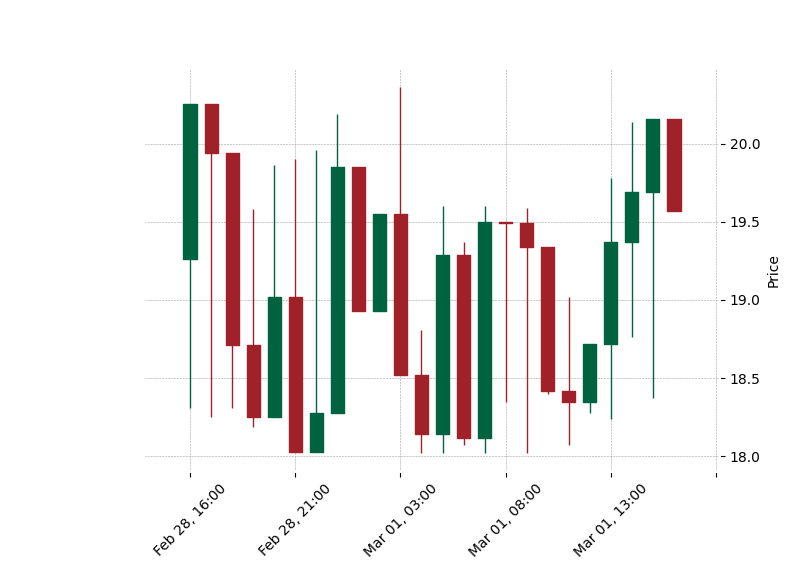 20.0
19.5
19.0
18.5
18.0
Price
Feb 28, 16:00
Feb 28, 21:00
Mar 01, 03:00
Mar 01, 08:00
Mar 01, 13:00